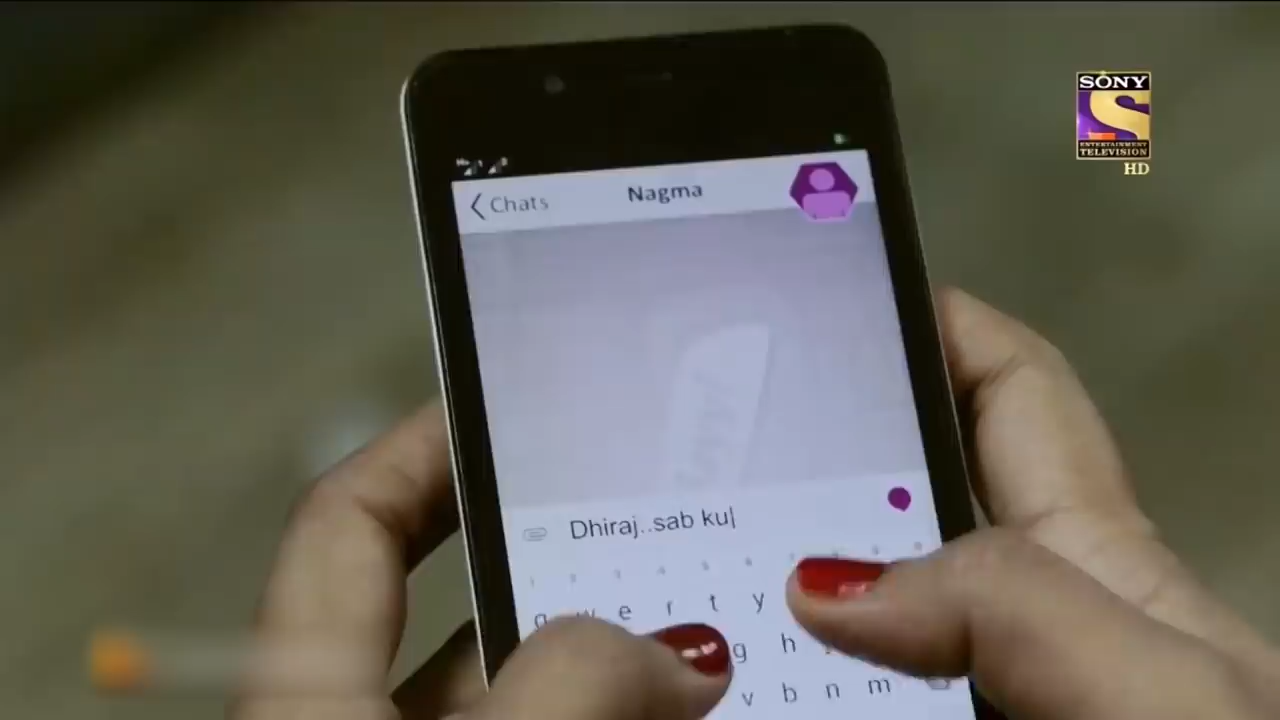 SONY
ENTERTAINMENT
TELEVISION
HD
Chats
Nagma
Dhiraj..sab ku
q w e r t y
g h
v b n m